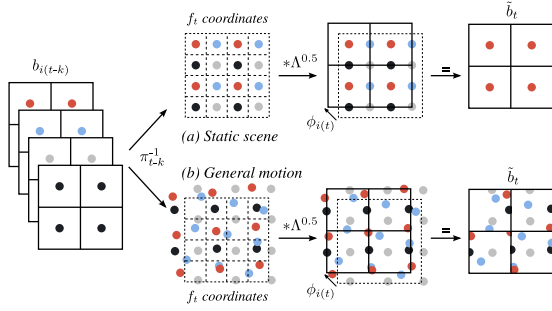 b_{i(t-k)}
π^{-1}_{t-k}
f_t coordinates
*Λ^{0.5}
ϕ_{i(t)}
=
b̃_t
(a) Static scene
(b) General motion
*Λ^{0.5}
ϕ_{i(t)}
=
b̃_t
f_t coordinates